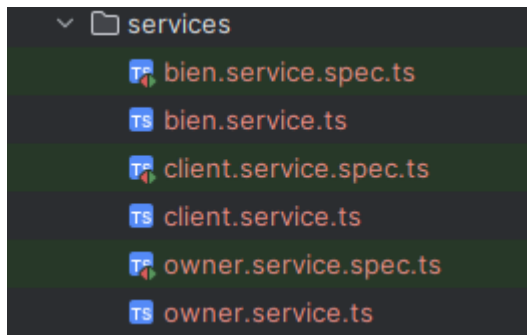 services
TS bien.service.spec.ts
TS bien.service.ts
TS client.service.spec.ts
TS client.service.ts
TS owner.service.spec.ts
TS owner.service.ts